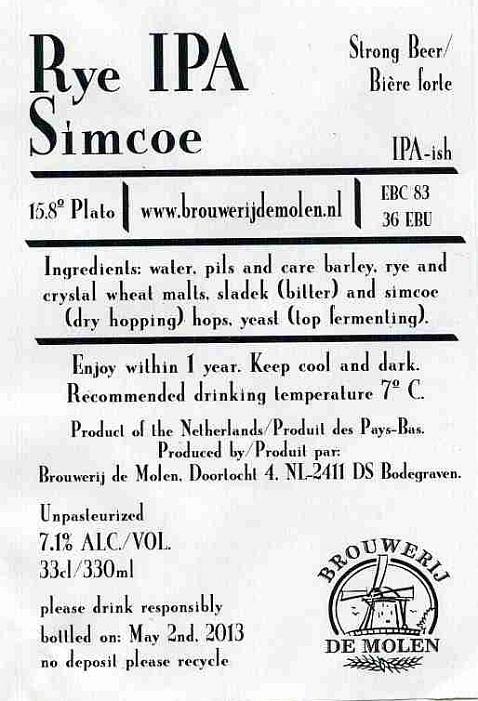 Rye IPA
Simcoe
Strong Beer/
Bière forte
IPA-ish
15.8º Plato
www.brouwerijdemolen.nl
EBC 83
36 EBU
Ingredients: water, pils and care barley, rye and
crystal wheat malts, sladek (bitter) and simcoe
(dry hopping) hops, yeast (top fermenting).
Enjoy within 1 year. Keep cool and dark.
Recommended drinking temperature 7º C.
Product of the Netherlands/Produit des Pays-Bas.
Produced by/Produit par:
Brouwerij de Molen, Doortocht 4, NL-2411 DS Bodegraven.
Unpasteurized
7.1% ALC./VOL.
33cl/330ml
please drink responsibly
bottled on: May 2nd, 2013
no deposit please recycle
BROUWERIJ
DE MOLEN